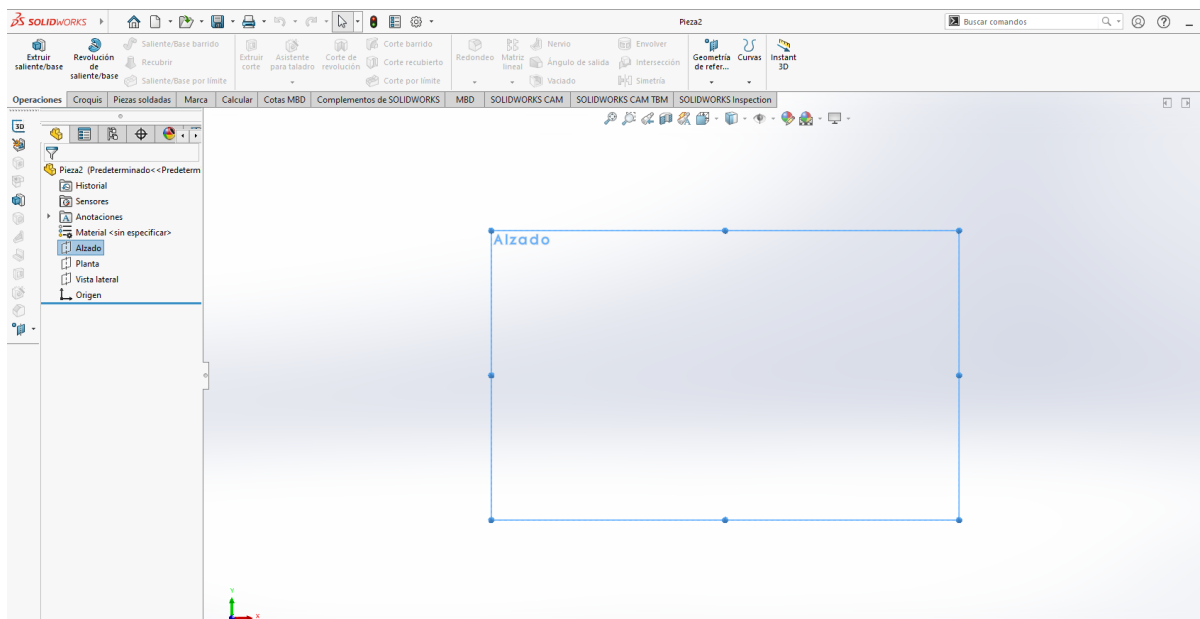 SOLIDWORKS
Pieza2
Buscar comandos
Extruir saliente/base
Revolución de saliente/base
Saliente/Base barrido
Recubrir
Saliente/Base por límite
Extruir corte
Asistente para taladro
Corte de revolución
Corte barrido
Corte recubierto
Corte por límite
Redondeo
Matriz lineal
Nervio
Ángulo de salida
Vaciado
Envolver
Intersección
Simetría
Geometría de refer...
Curvas
Instant 3D
Operaciones
Croquis
Piezas soldadas
Marca
Calcular
Cotas MBD
Complementos de SOLIDWORKS
MBD
SOLIDWORKS CAM
SOLIDWORKS CAM TBM
SOLIDWORKS Inspection
3D
Pieza2 (Predeterminado<<Predeterm
Historial
Sensores
A Anotaciones
Material <sin especificar>
Alzado
Planta
Vista lateral
Origen
Alzado
Y
X